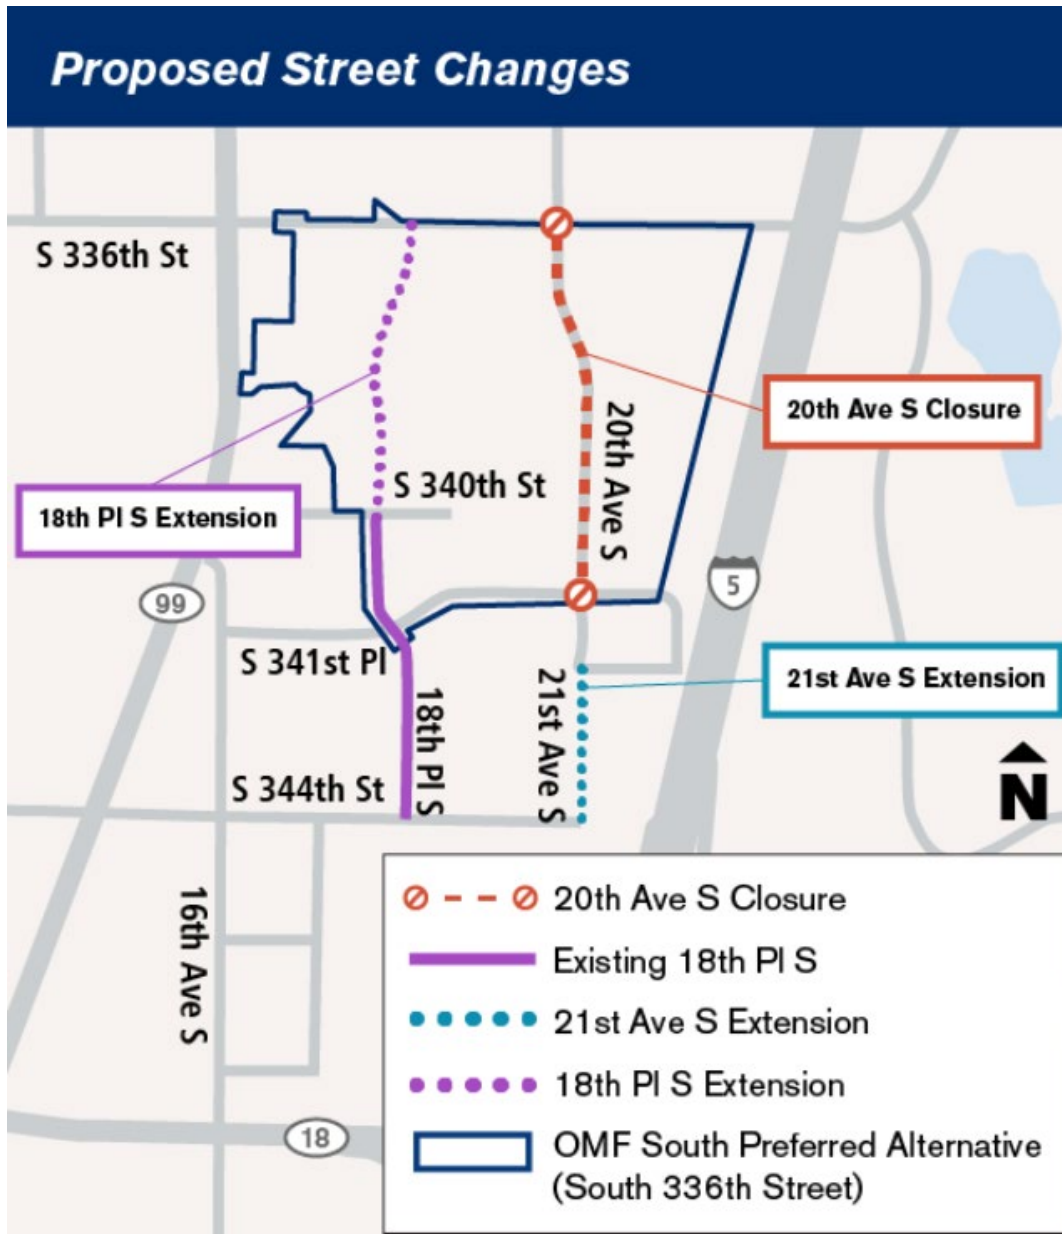 Proposed Street Changes
S 336th St
20th Ave S Closure
20th Ave S
S 340th St
18th Pl S Extension
5
99
S 341st Pl
21st Ave S Extension
21st Ave S
18th Pl S
S 344th St
N
16th Ave S
18
20th Ave S Closure
Existing 18th Pl S
21st Ave S Extension
18th Pl S Extension
OMF South Preferred Alternative
(South 336th Street)